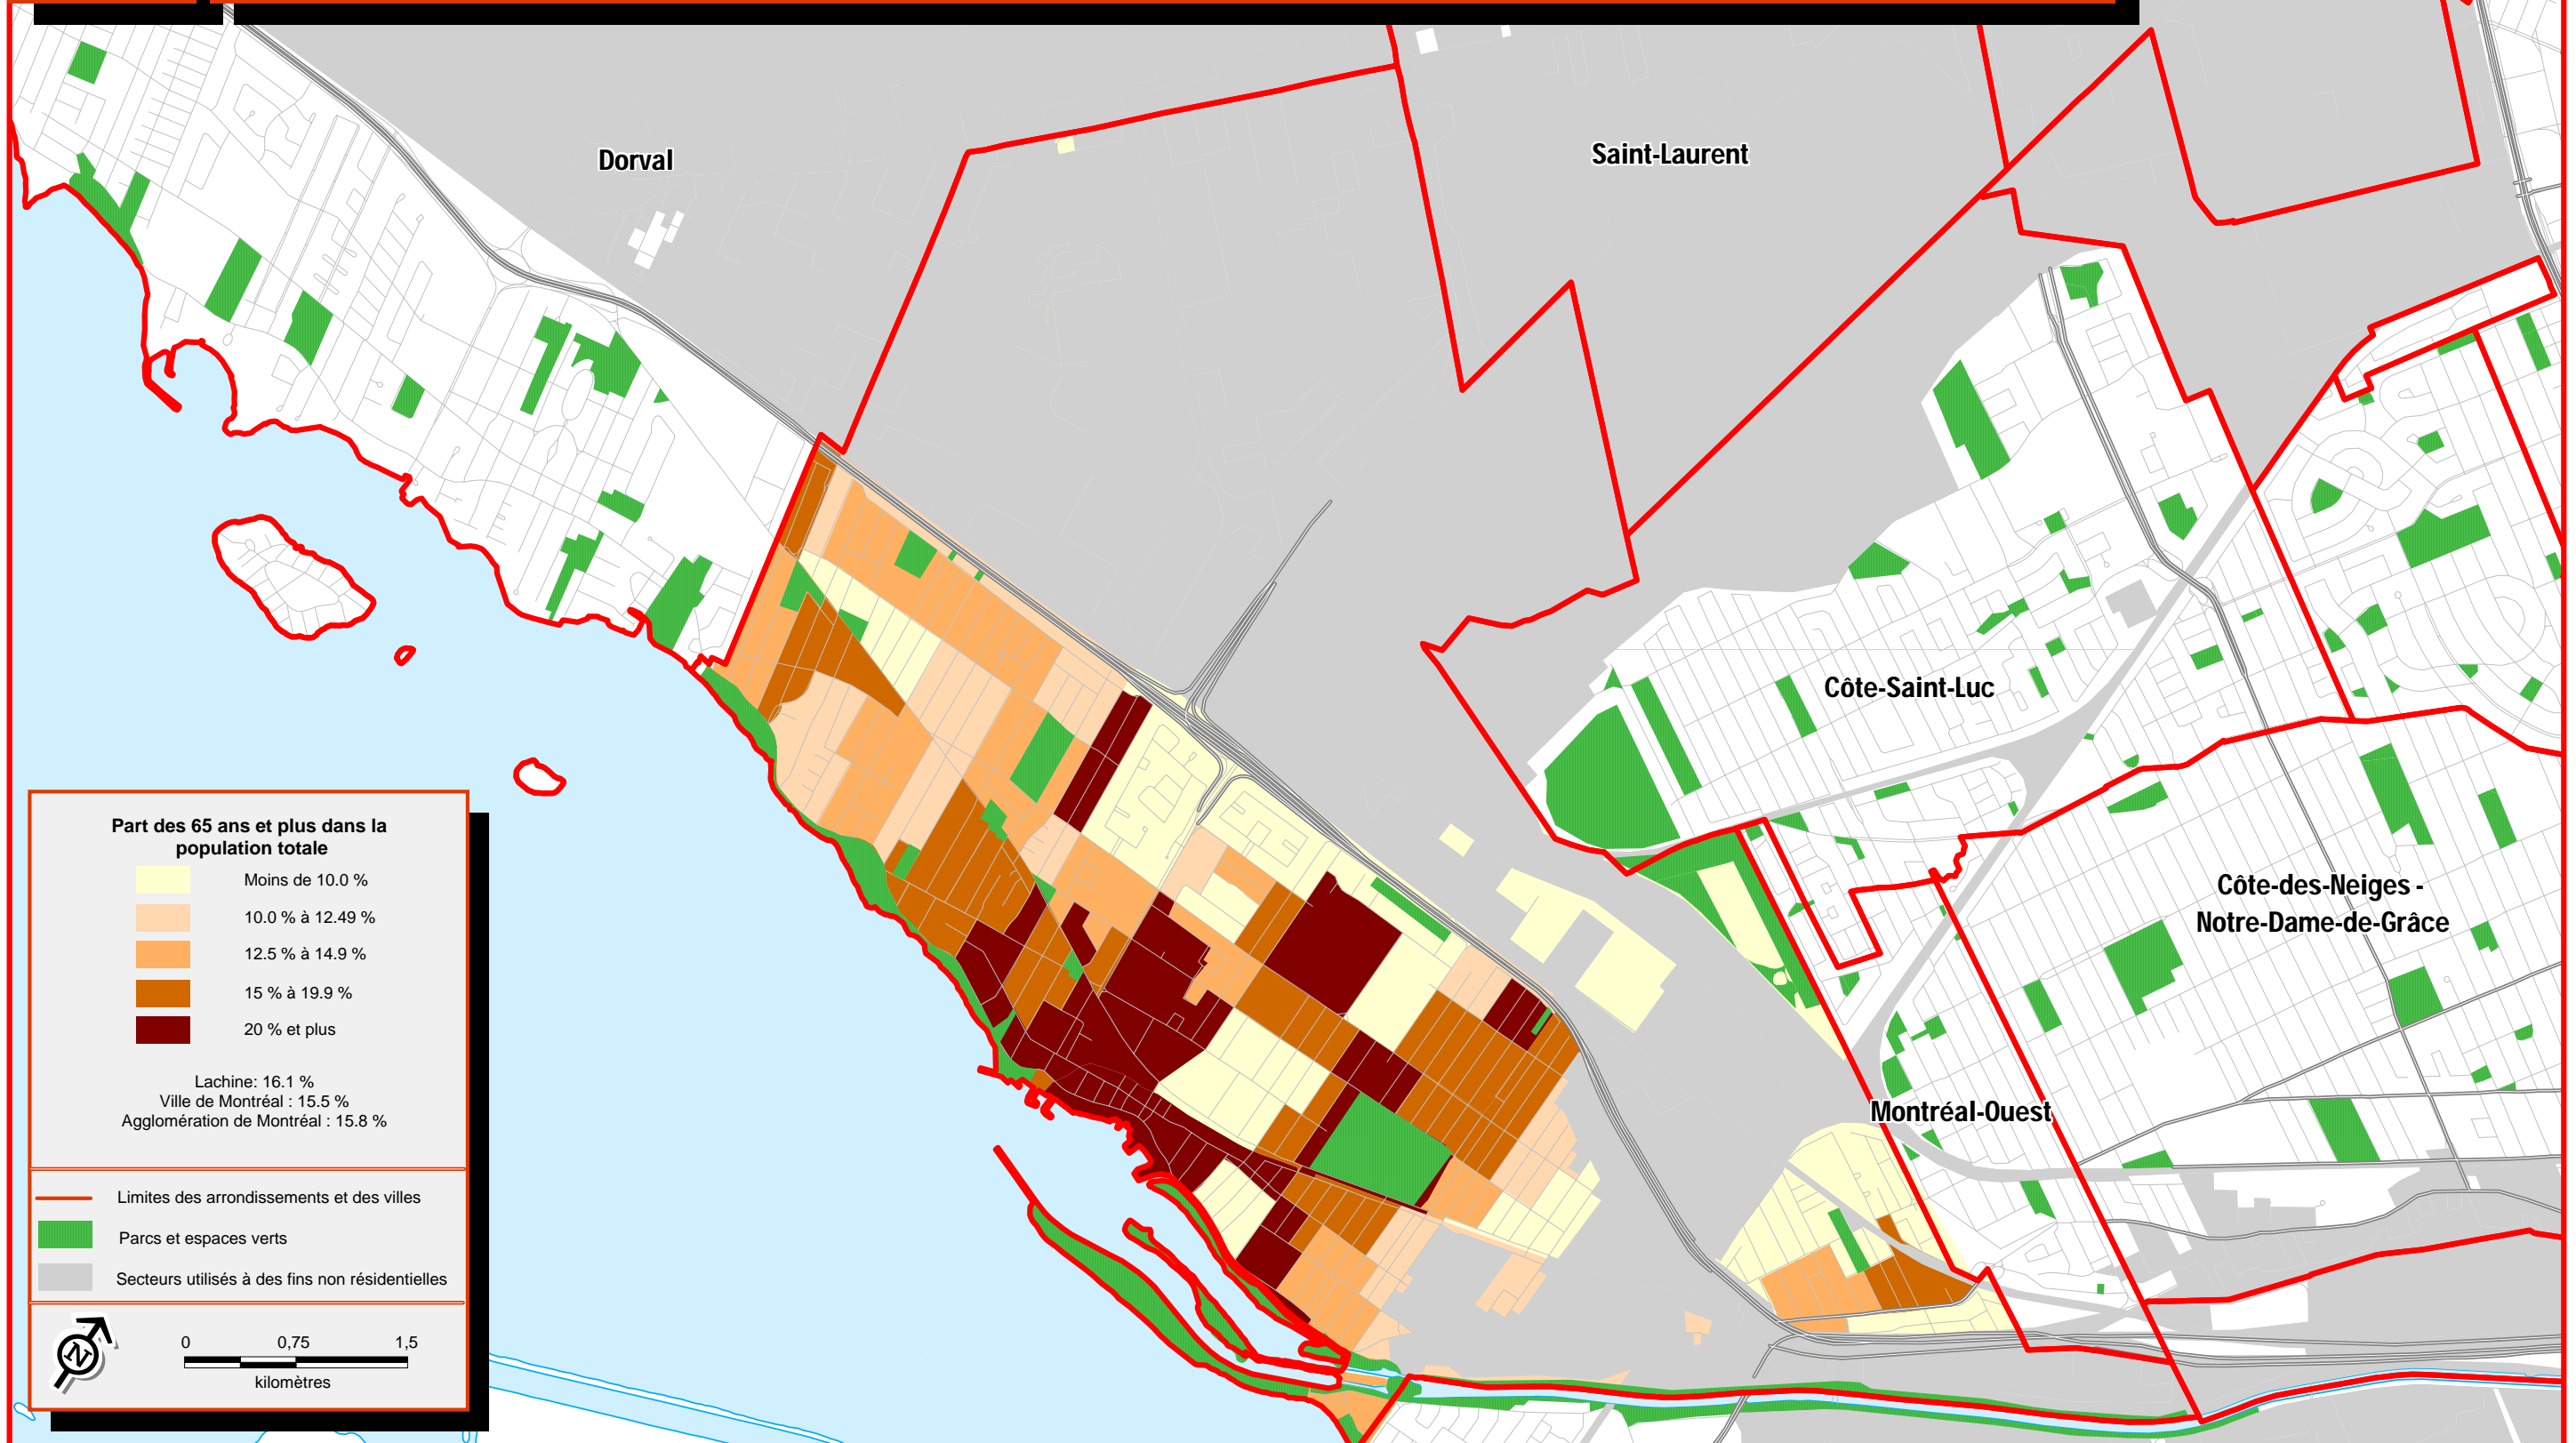 Dorval
Saint-Laurent
Côte-Saint-Luc
Côte-des-Neiges -
Notre-Dame-de-Grâce
Montréal-Ouest
Part des 65 ans et plus dans la
population totale
Moins de 10.0 %
10.0 % à 12.49 %
12.5 % à 14.9 %
15 % à 19.9 %
20 % et plus
Lachine: 16.1 %
Ville de Montréal : 15.5 %
Agglomération de Montréal : 15.8 %
Limites des arrondissements et des villes
Parcs et espaces verts
Secteurs utilisés à des fins non résidentielles
N
0 0,75 1,5
kilomètres